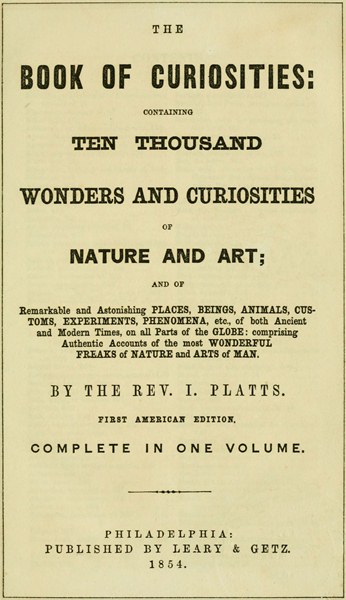 THE
BOOK OF CURIOSITIES:
CONTAINING
TEN THOUSAND
WONDERS AND CURIOSITIES
OF
NATURE AND ART;
AND OF
Remarkable and Astonishing PLACES, BEINGS, ANIMALS, CUS-
TOMS, EXPERIMENTS, PHENOMENA, etc., of both Ancient
and Modern Times, on all Parts of the GLOBE: comprising
Authentic Accounts of the most WONDERFUL
FREAKS of NATURE and ARTS of MAN.
BY THE REV. I. PLATTS.
FIRST AMERICAN EDITION,
COMPLETE IN ONE VOLUME.
PHILADELPHIA:
PUBLISHED BY LEARY & GETZ.
1854.